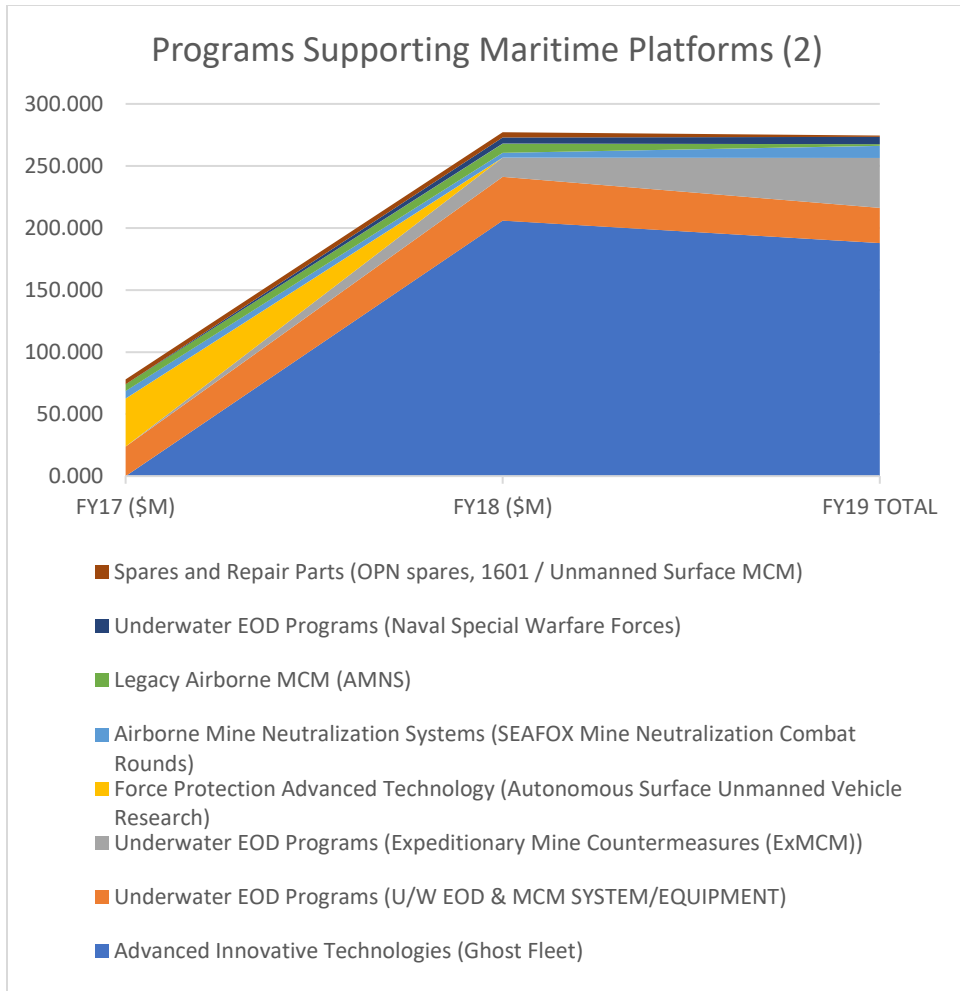 Programs Supporting Maritime Platforms (2)
300.000
250.000
200.000
150.000
100.000
50.000
0.000
FY17 ($M)
FY18 ($M)
FY19 TOTAL
Spares and Repair Parts (OPN spares, 1601 / Unmanned Surface MCM)
Underwater EOD Programs (Naval Special Warfare Forces)
Legacy Airborne MCM (AMNS)
Airborne Mine Neutralization Systems (SEAFOX Mine Neutralization Combat
Rounds)
Force Protection Advanced Technology (Autonomous Surface Unmanned Vehicle
Research)
Underwater EOD Programs (Expeditionary Mine Countermeasures (ExMCM))
Underwater EOD Programs (U/W EOD & MCM SYSTEM/EQUIPMENT)
Advanced Innovative Technologies (Ghost Fleet)